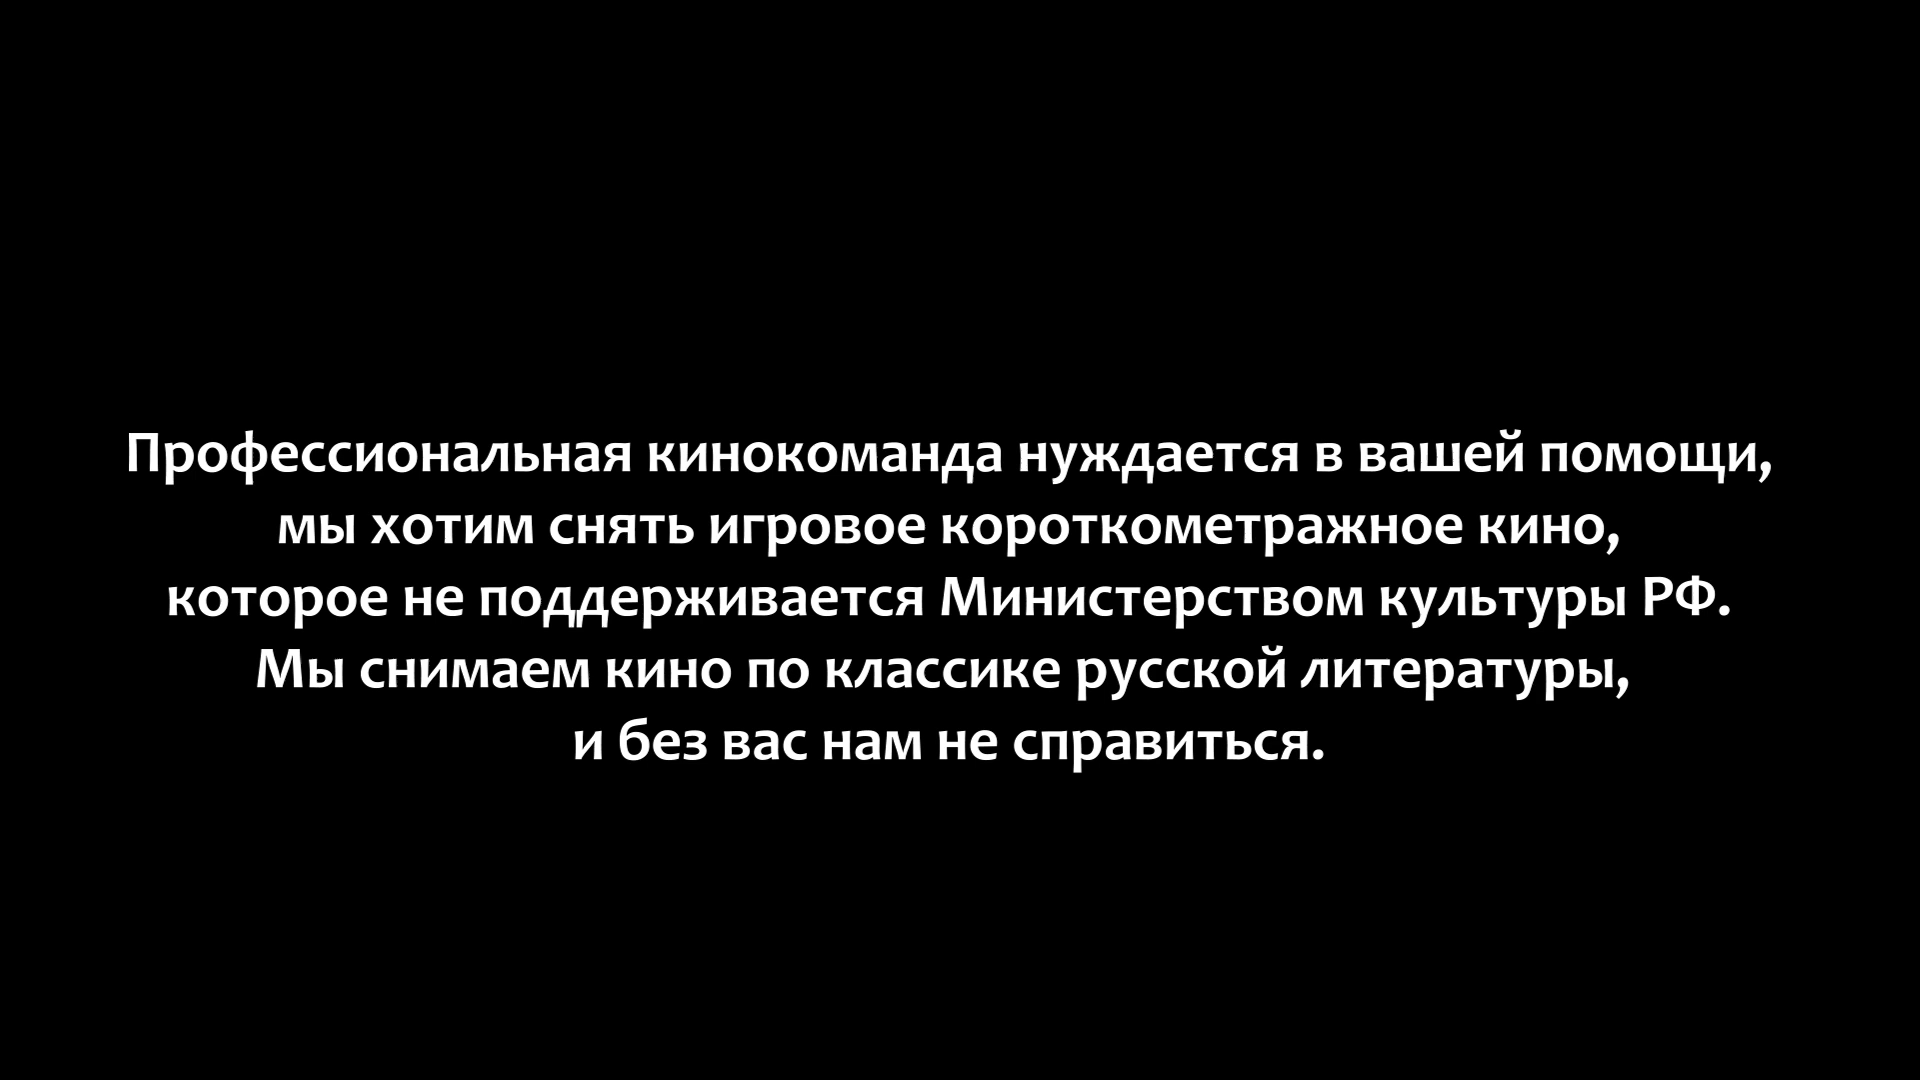 Профессиональная кинокоманда нуждается в вашей помощи,
мы хотим снять игровое короткометражное кино,
которое не поддерживается Министерством культуры РФ.
Мы снимаем кино по классике русской литературы,
и без вас нам не справиться.